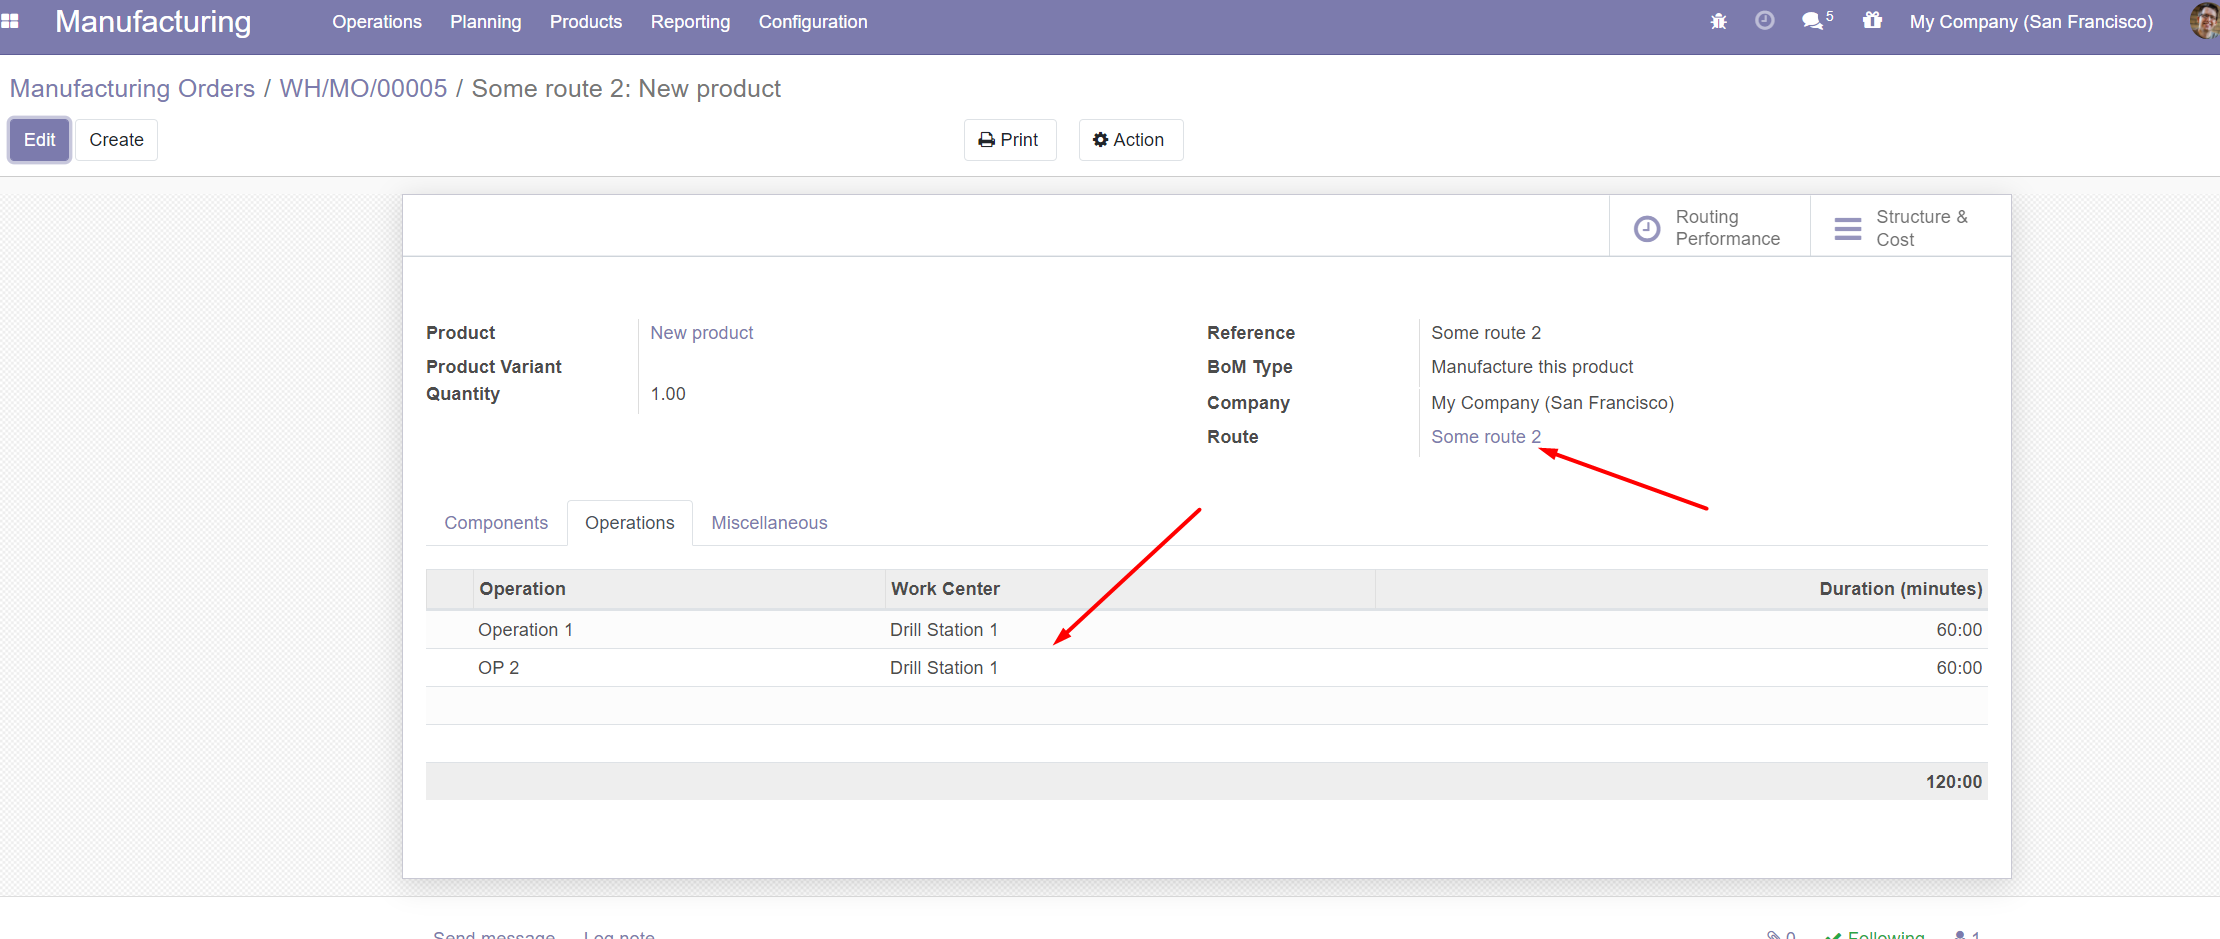 Manufacturing Operations Planning Products Reporting Configuration 5 My Company (San Francisco)
Manufacturing Orders / WH/MO/00005 / Some route 2: New product
Edit Create Print Action
Routing Performance
Structure & Cost
Product New product
Product Variant
Quantity 1.00
Reference Some route 2
BoM Type Manufacture this product
Company My Company (San Francisco)
Route Some route 2
Components Operations Miscellaneous
Operation Work Center Duration (minutes)
Operation 1 Drill Station 1 60:00
OP 2 Drill Station 1 60:00
120:00
Send message Log note 0 Following 1